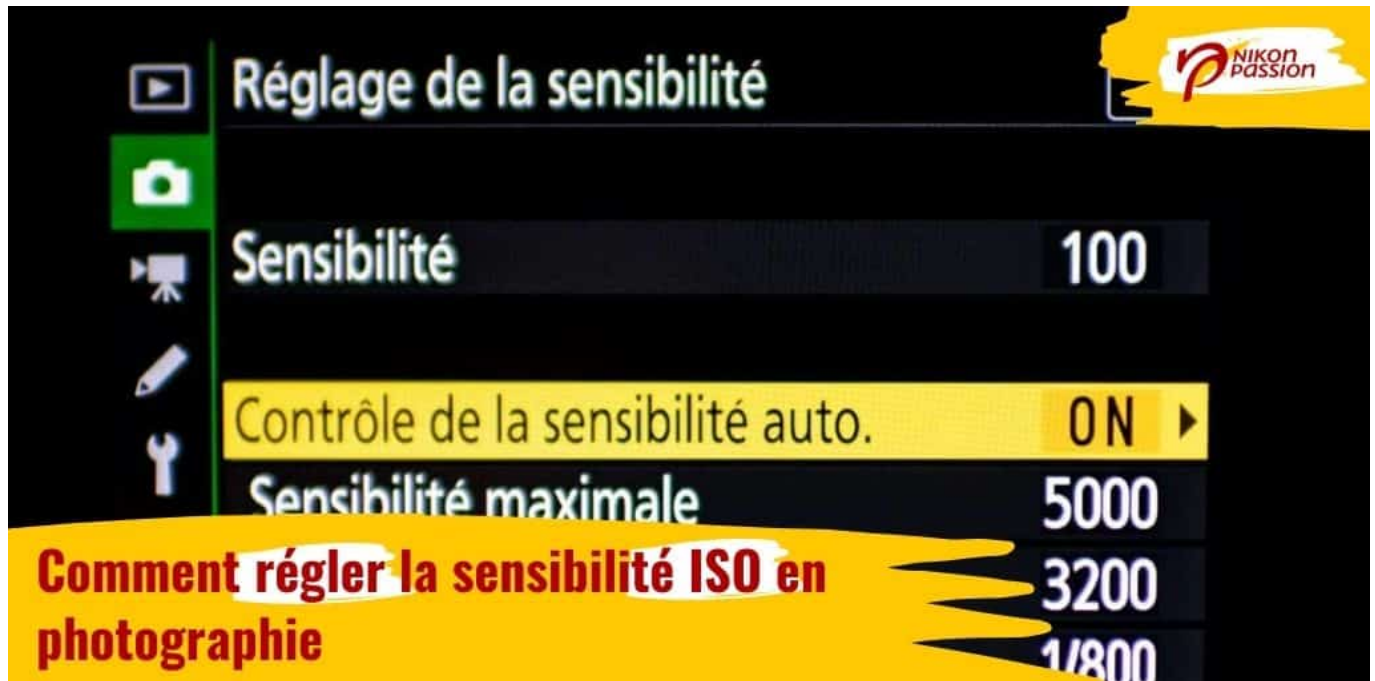 Réglage de la sensibilité
NIKON
Passion
Sensibilité 100
Contrôle de la sensibilité auto. ON
Sensibilité maximale 5000
3200
1/800
Comment régler la sensibilité ISO en
photographie